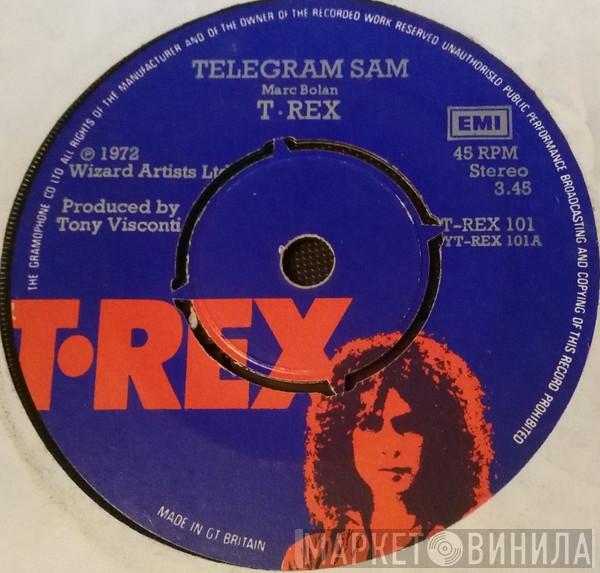 THE GRAMOPHONE CO LTD ALL RIGHTS OF THE MANUFACTURER AND OF THE OWNER OF THE RECORDED WORK RESERVED UNAUTHORISED PUBLIC PERFORMANCE BROADCASTING AND COPYING OF THIS RECORD PROHIBITED
TELEGRAM SAM
Marc Bolan
T·REX
EMI
℗ 1972
Wizard Artists Ltd
45 RPM
Stereo
3.45
Produced by
Tony Visconti
T-REX 101
YT-REX 101A
T·REX
MADE IN GT BRITAIN
МАРКЕТ ВИНИЛА